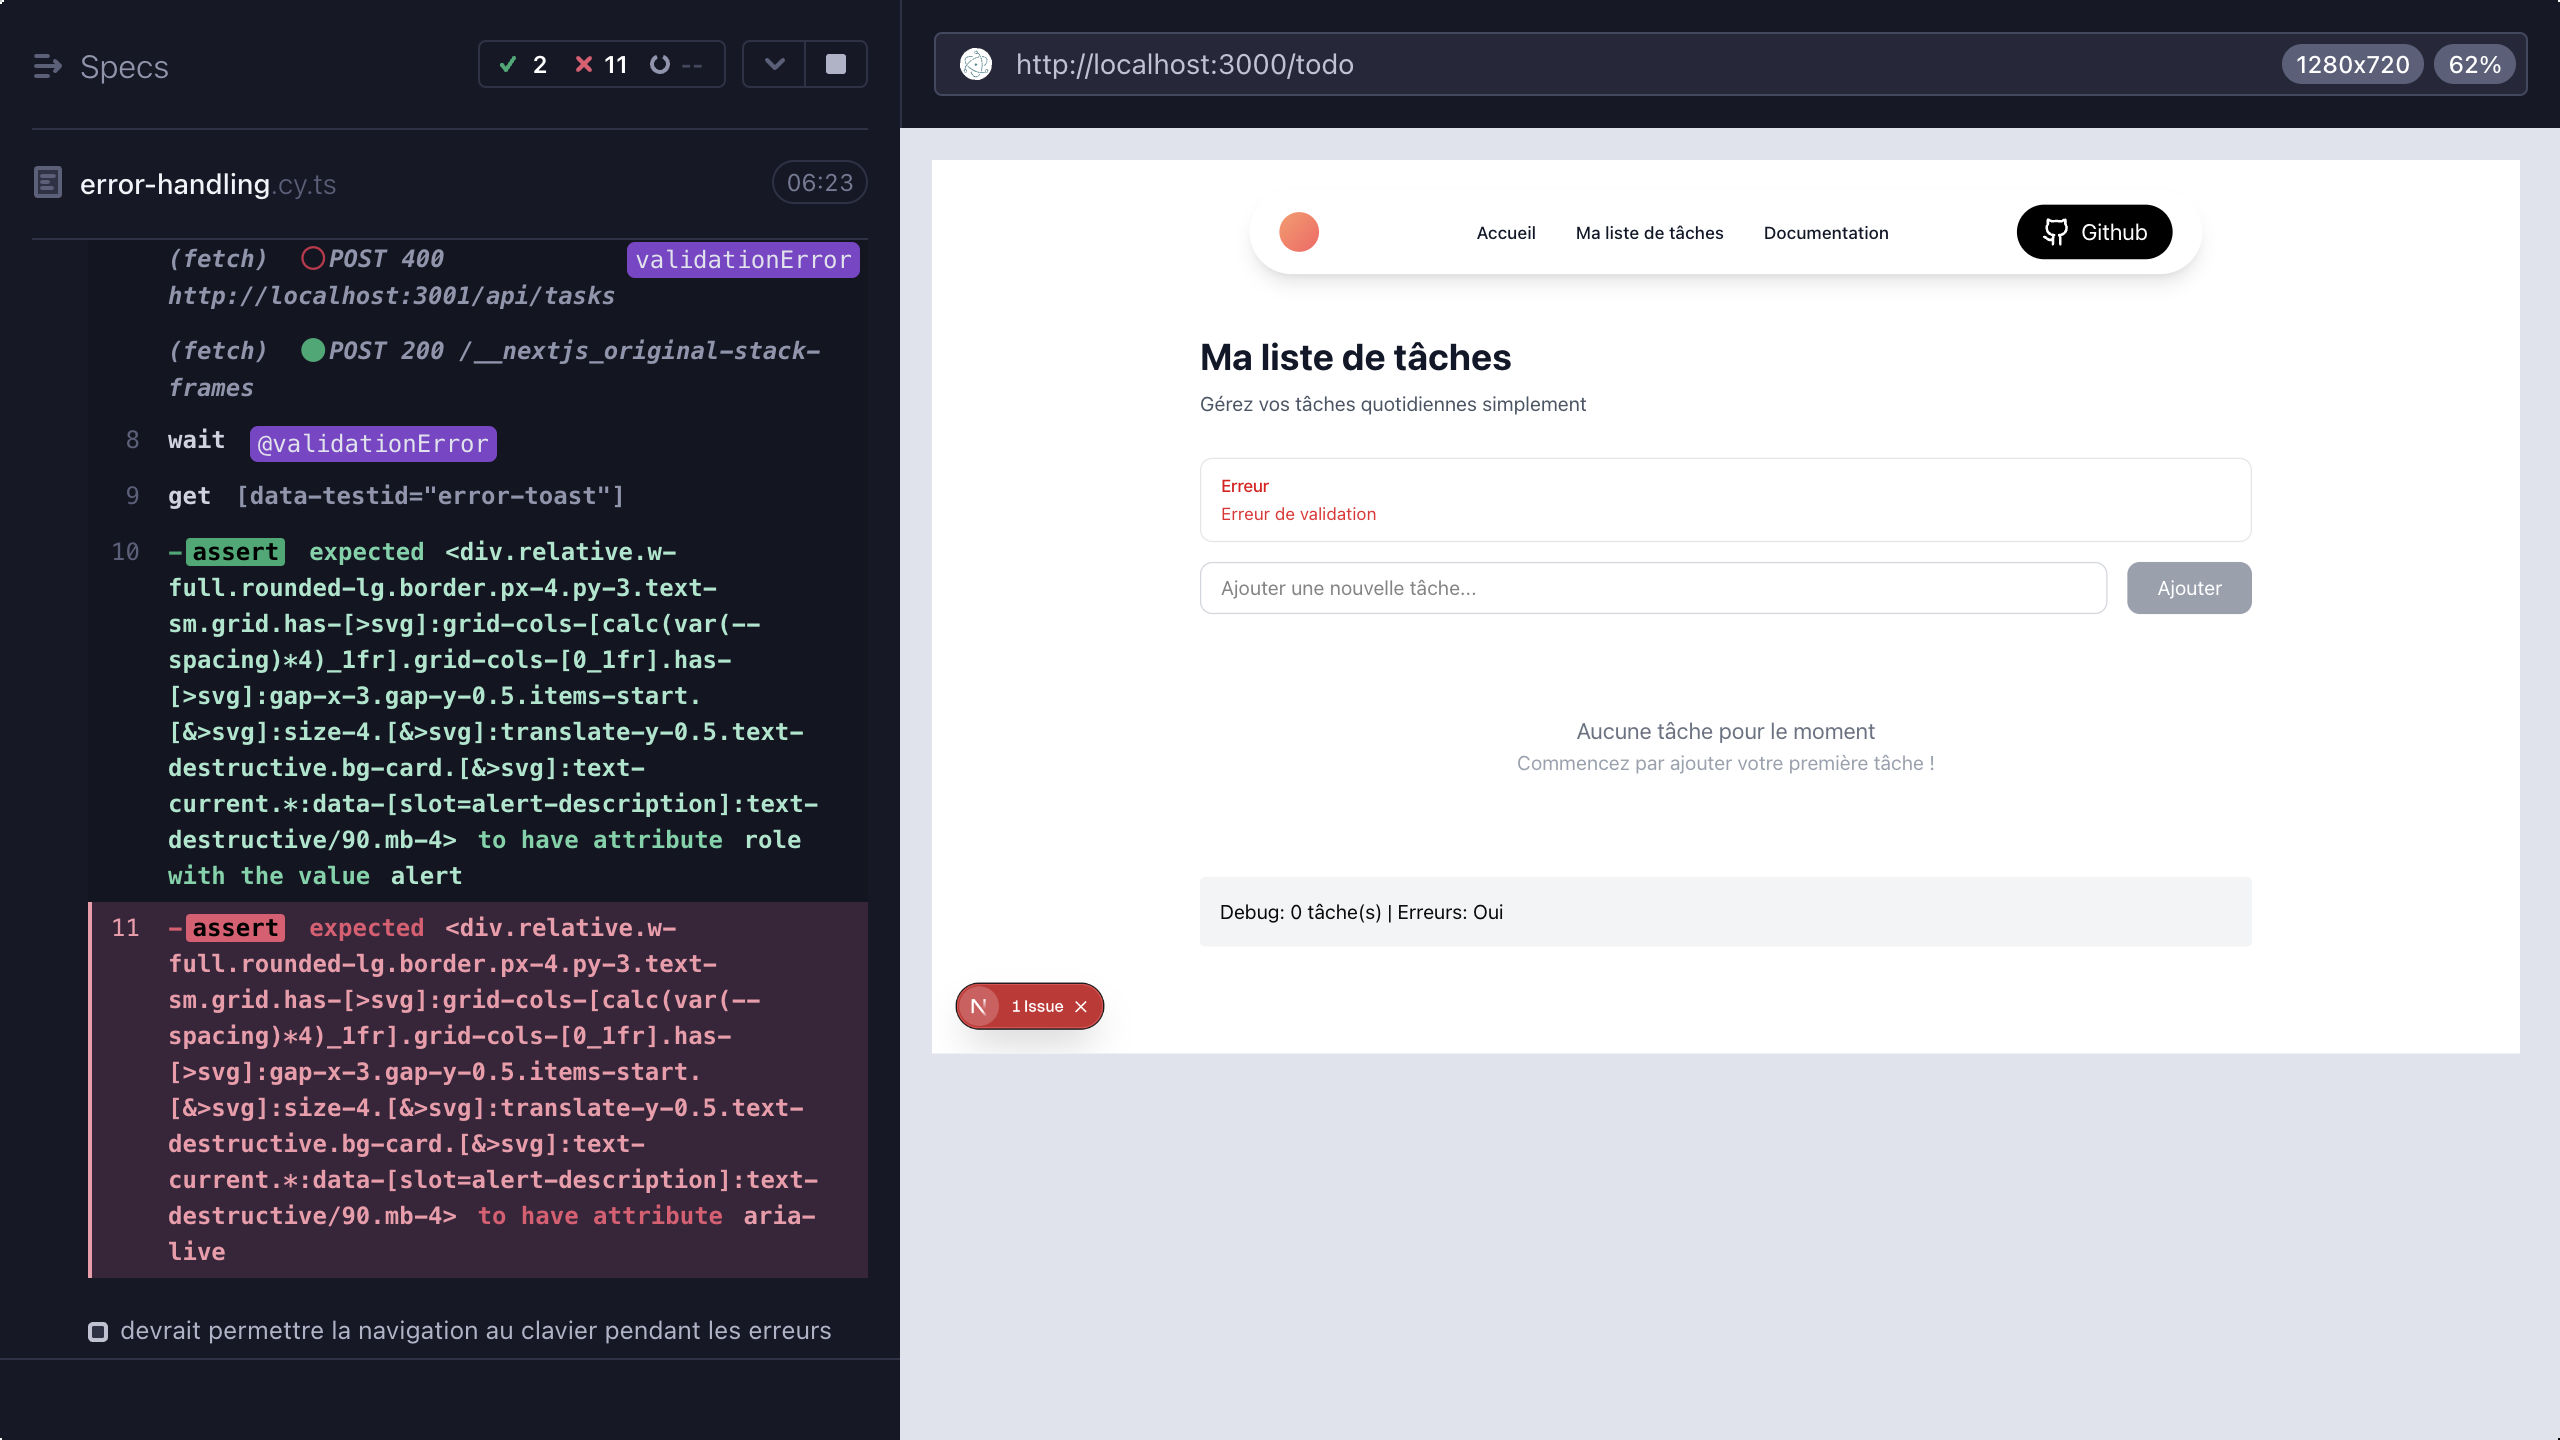 Specs
2
11
--
error-handling.cy.ts
06:23
(fetch) POST 400
validationError
http://localhost:3001/api/tasks
(fetch) POST 200 /__nextjs_original-stack-
frames
8 wait @validationError
9 get [data-testid="error-toast"]
10 -assert expected <div.relative.w-
full.rounded-lg.border.px-4.py-3.text-
sm.grid.has-[>svg]:grid-cols-[calc(var(--
spacing)*4)_1fr].grid-cols-[0_1fr].has-
[>svg]:gap-x-3.gap-y-0.5.items-start.
[&>svg]:size-4.[&>svg]:translate-y-0.5.text-
destructive.bg-card.[&>svg]:text-
current.*:data-[slot=alert-description]:text-
destructive/90.mb-4> to have attribute role
with the value alert
11 -assert expected <div.relative.w-
full.rounded-lg.border.px-4.py-3.text-
sm.grid.has-[>svg]:grid-cols-[calc(var(--
spacing)*4)_1fr].grid-cols-[0_1fr].has-
[>svg]:gap-x-3.gap-y-0.5.items-start.
[&>svg]:size-4.[&>svg]:translate-y-0.5.text-
destructive.bg-card.[&>svg]:text-
current.*:data-[slot=alert-description]:text-
destructive/90.mb-4> to have attribute aria-
live
devrait permettre la navigation au clavier pendant les erreurs
http://localhost:3000/todo
1280x720
62%
Accueil
Ma liste de tâches
Documentation
Github
Ma liste de tâches
Gérez vos tâches quotidiennes simplement
Erreur
Erreur de validation
Ajouter une nouvelle tâche...
Ajouter
Aucune tâche pour le moment
Commencez par ajouter votre première tâche !
Debug: 0 tâche(s) | Erreurs: Oui
N
1 Issue